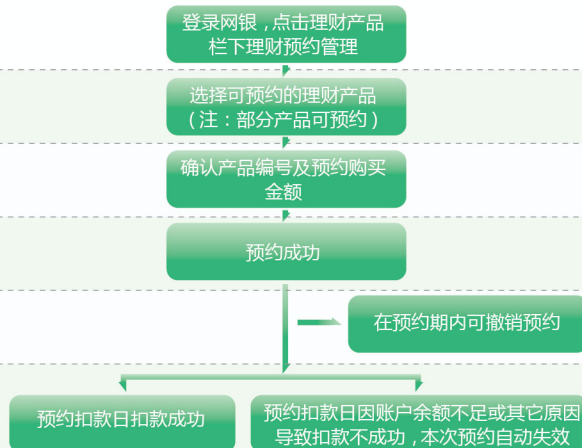 登录网银，点击理财产品
栏下理财预约管理
选择可预约的理财产品
（注：部分产品可预约）
确认产品编号及预约购买
金额
预约成功
在预约期内可撤销预约
预约扣款日扣款成功
预约扣款日因账户余额不足或其它原因
导致扣款不成功，本次预约自动失效